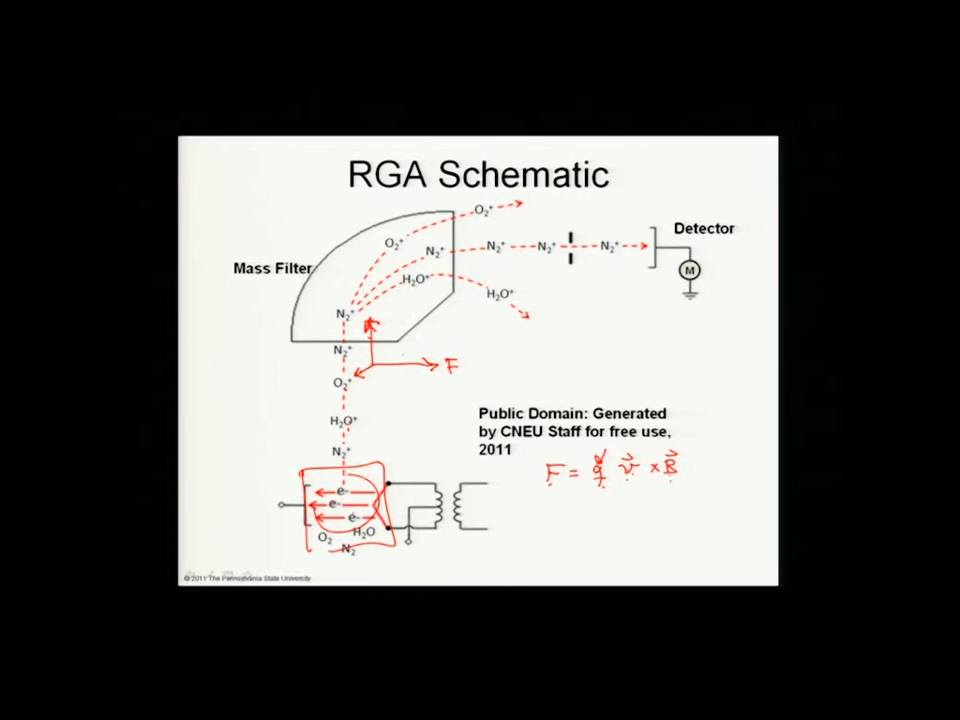 RGA Schematic
O₂⁺
Detector
O₂⁺
N₂⁺
N₂⁺
N₂⁺
N₂⁺
Mass Filter
M
H₂O⁺
H₂O⁺
N₂⁺
N₂⁺
F
O₂⁺
Public Domain: Generated
by CNEU Staff for free use,
2011
H₂O⁺
N₂⁺
F = q v × B
e-
e-
e-
O₂
H₂O
N₂
© 2011 The Pennsylvania State University